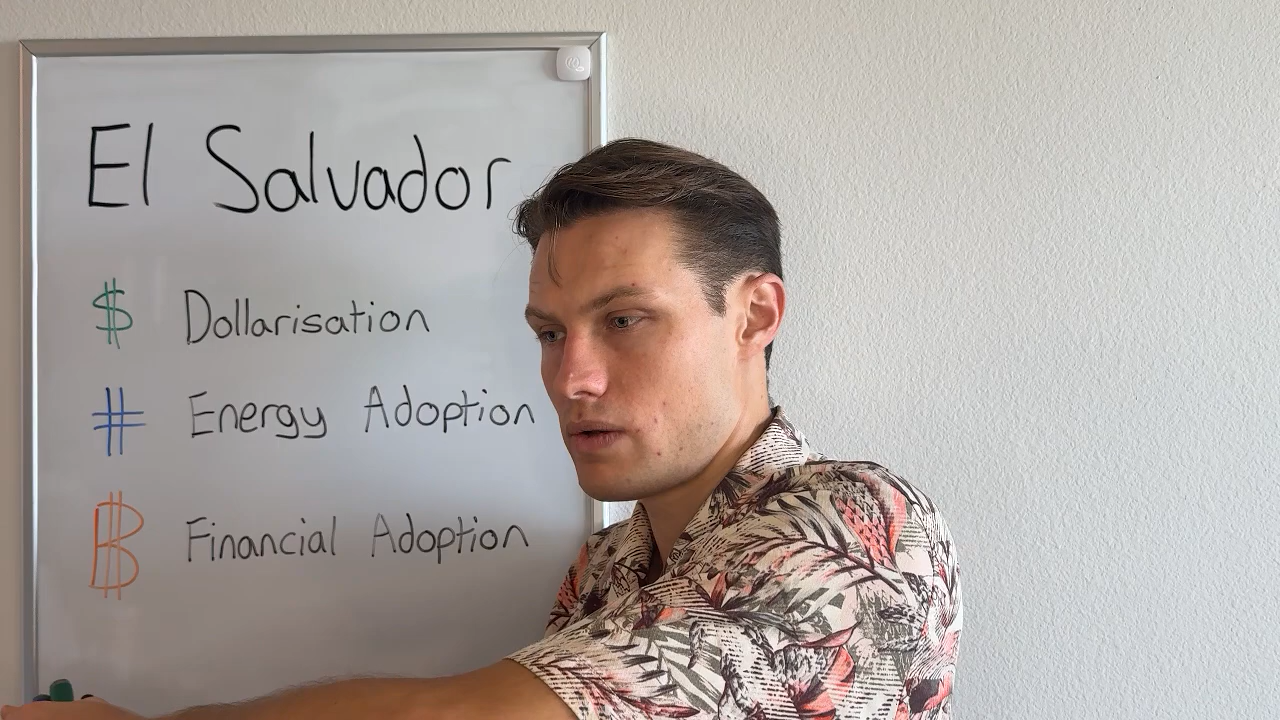 El Salvador
$ Dollarisation
# Energy Adoption
₿ Financial Adoption